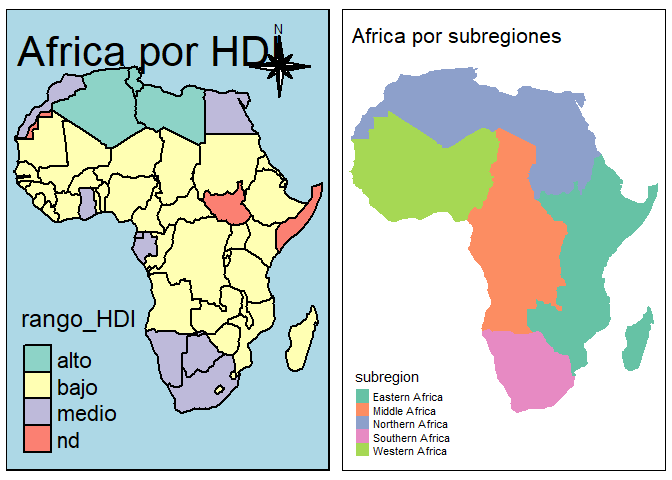 Africa por HDI
N
rango_HDI
alto
bajo
medio
nd
Africa por subregiones
subregion
Eastern Africa
Middle Africa
Northern Africa
Southern Africa
Western Africa